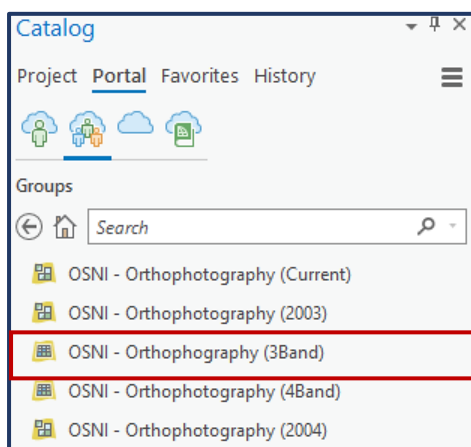 Catalog
Project Portal Favorites History
Groups
Search
OSNI - Orthophotography (Current)
OSNI - Orthophotography (2003)
OSNI - Orthophography (3Band)
OSNI - Orthophotography (4Band)
OSNI - Orthophotography (2004)